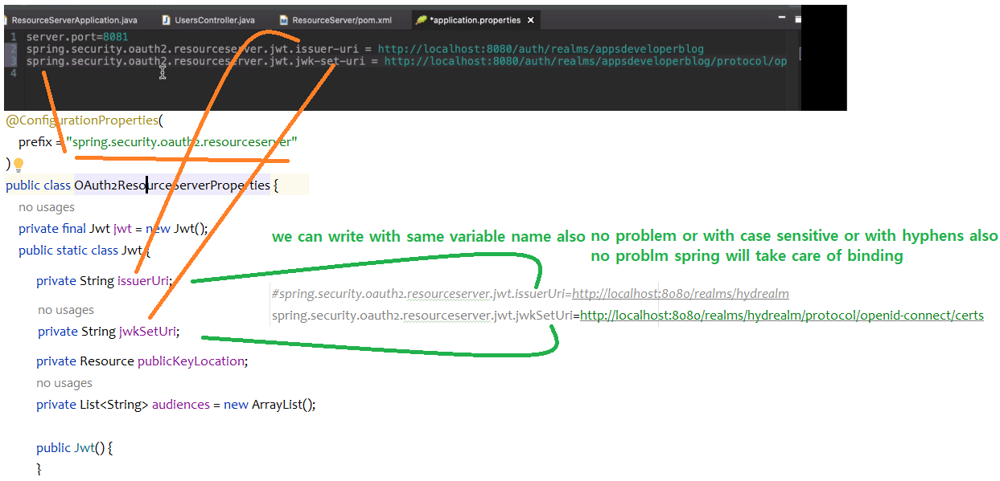 ResourceServerApplication.java UsersController.java ResourceServer/pom.xml *application.properties
1 server.port=8081
2 spring.security.oauth2.resourceserver.jwt.issuer-uri = http://localhost:8080/auth/realms/appsdeveloperblog
3 spring.security.oauth2.resourceserver.jwt.jwk-set-uri = http://localhost:8080/auth/realms/appsdeveloperblog/protocol/op
4
@ConfigurationProperties(
prefix = "spring.security.oauth2.resourceserver"
)
public class OAuth2ResourceServerProperties {
no usages
private final Jwt jwt = new Jwt();
public static class Jwt {
we can write with same variable name also no problem or with case sensitive or with hyphens also
no problm spring will take care of binding
private String issuerUri;
#spring.security.oauth2.resourceserver.jwt.issuerUri=http://localhost:8080/realms/hydrealm
no usages
spring.security.oauth2.resourceserver.jwt.jwkSetUri=http://localhost:8080/realms/hydrealm/protocol/openid-connect/certs
private String jwkSetUri;
private Resource publicKeyLocation;
no usages
private List<String> audiences = new ArrayList();
public Jwt() {
}